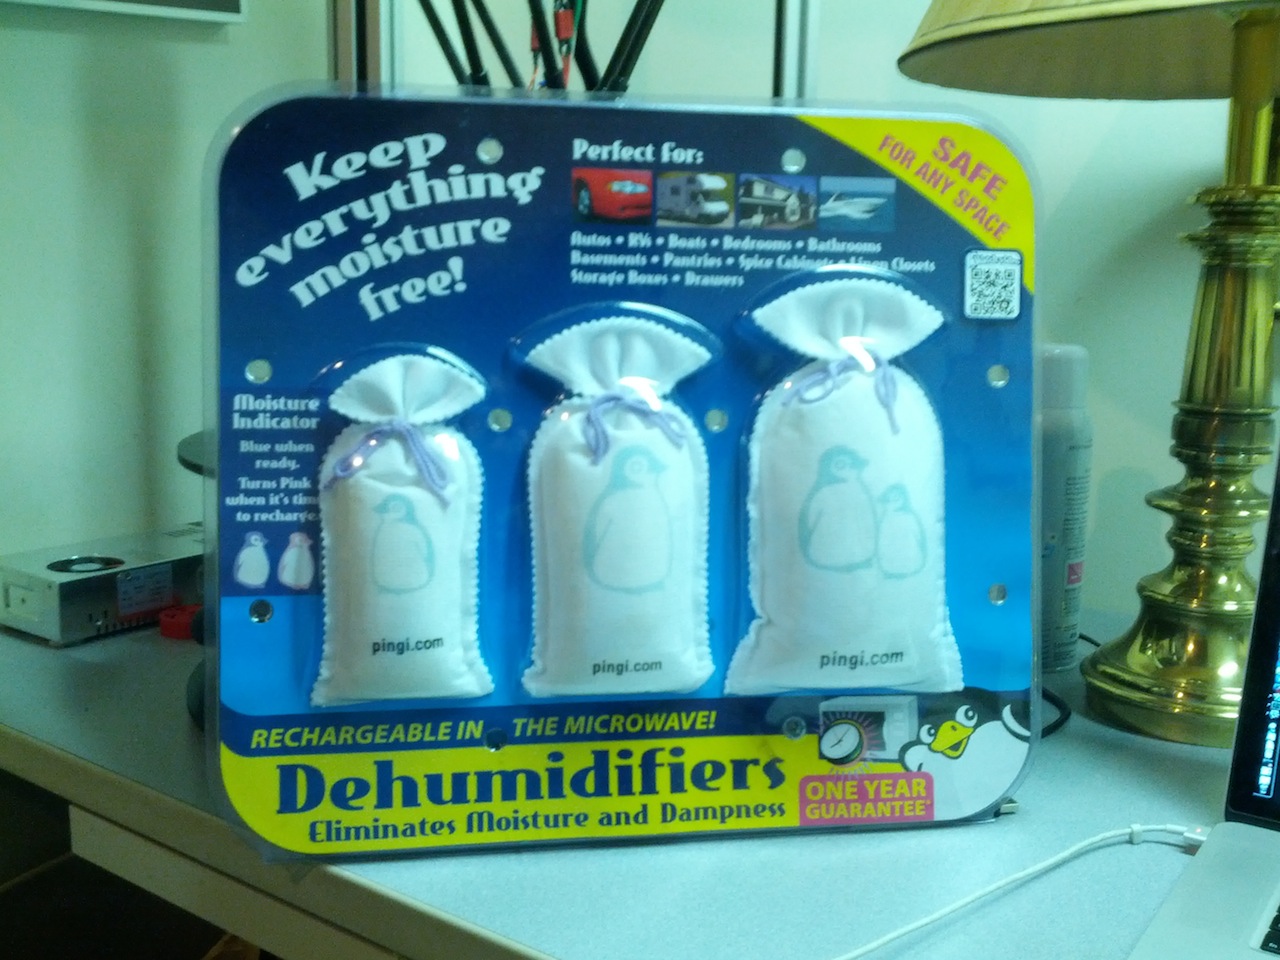 Keep
everything
moisture
free!
Perfect for:
Autos • RVs • Boats • Bedrooms • Bathrooms
Basements • Pantries • Spice Cabinets • Linen Closets
Storage Boxes • Drawers
SAFE
FOR ANY SPACE
Moisture
Indicator
Blue when
ready.
Turns Pink
when it's time
to recharge.
pingi.com
pingi.com
pingi.com
RECHARGEABLE IN THE MICROWAVE!
Dehumidifiers
Eliminates Moisture and Dampness
ONE YEAR
GUARANTEE*